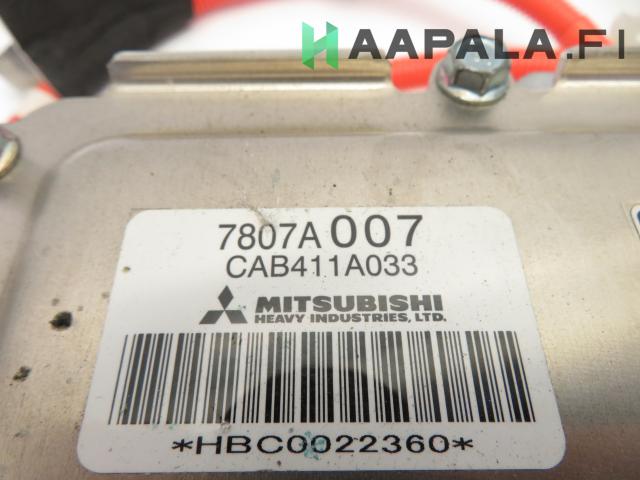 HAAPALA.FI
7807A007
CAB411A033
MITSUBISHI
HEAVY INDUSTRIES, LTD.
*HBC0022360*